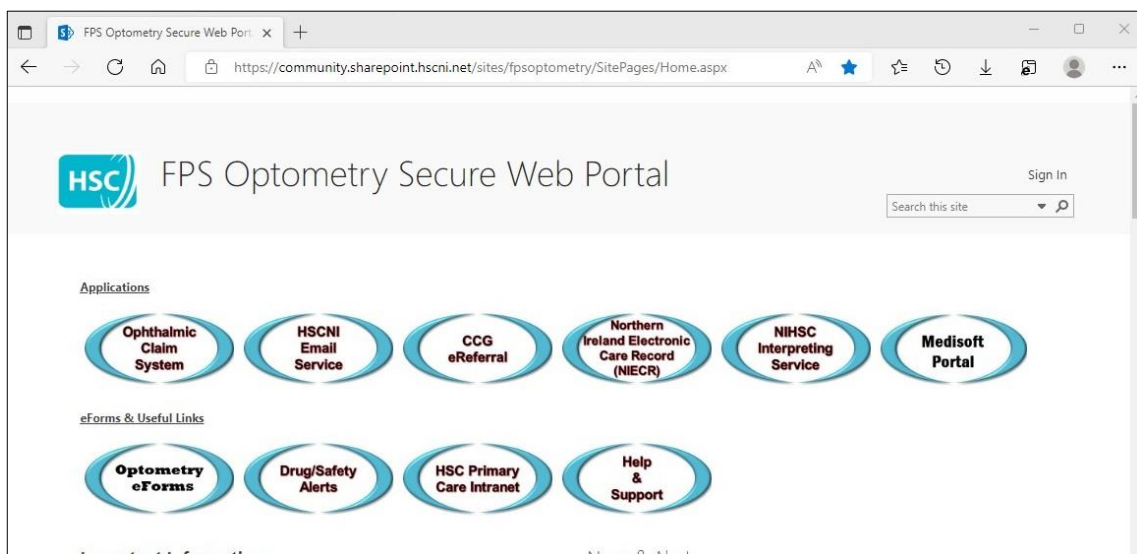 FPS Optometry Secure Web Port
https://community.sharepoint.hscni.net/sites/fpsoptometry/SitePages/Home.aspx
HSC
FPS Optometry Secure Web Portal
Sign In
Search this site
Applications
Ophthalmic
Claim
System
HSCNI
Email
Service
CCG
eReferral
Northern
Ireland Electronic
Care Record
(NIECR)
NIHSC
Interpreting
Service
Medisoft
Portal
eForms & Useful Links
Optometry
eForms
Drug/Safety
Alerts
HSC Primary
Care Intranet
Help
&
Support